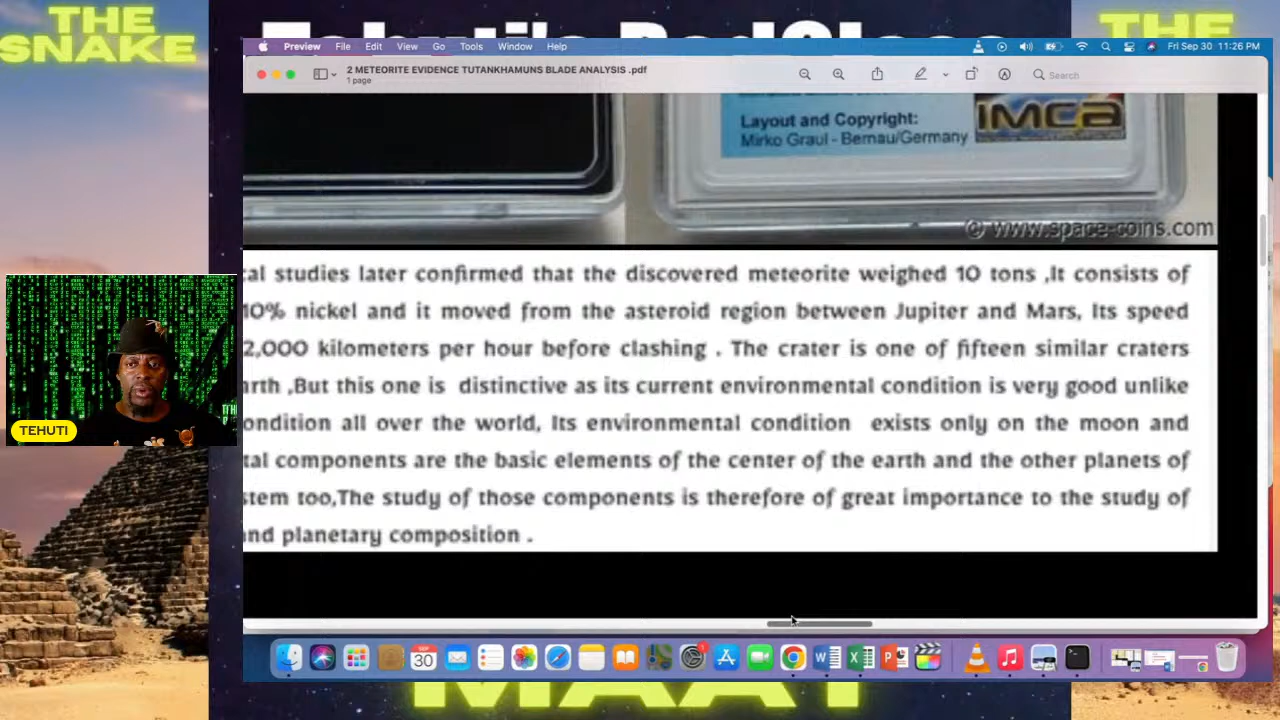 THE
SNAKE
THE
Preview File Edit View Go Tools Window Help
Fri Sep 30 11:26 PM
2 METEORITE EVIDENCE TUTANKHAMUNS BLADE ANALYSIS .pdf
1 page
Search
Layout and Copyright:
Mirko Graul - Bernau/Germany
IMCA
© www.space-coins.com
cal studies later confirmed that the discovered meteorite weighed 10 tons ,It consists of
10% nickel and it moved from the asteroid region between Jupiter and Mars, Its speed
2,000 kilometers per hour before clashing . The crater is one of fifteen similar craters
arth ,But this one is distinctive as its current environmental condition is very good unlike
ondition all over the world, Its environmental condition exists only on the moon and
tal components are the basic elements of the center of the earth and the other planets of
stem too,The study of those components is therefore of great importance to the study of
and planetary composition .
TEHUTI
SEP
30
MAAT